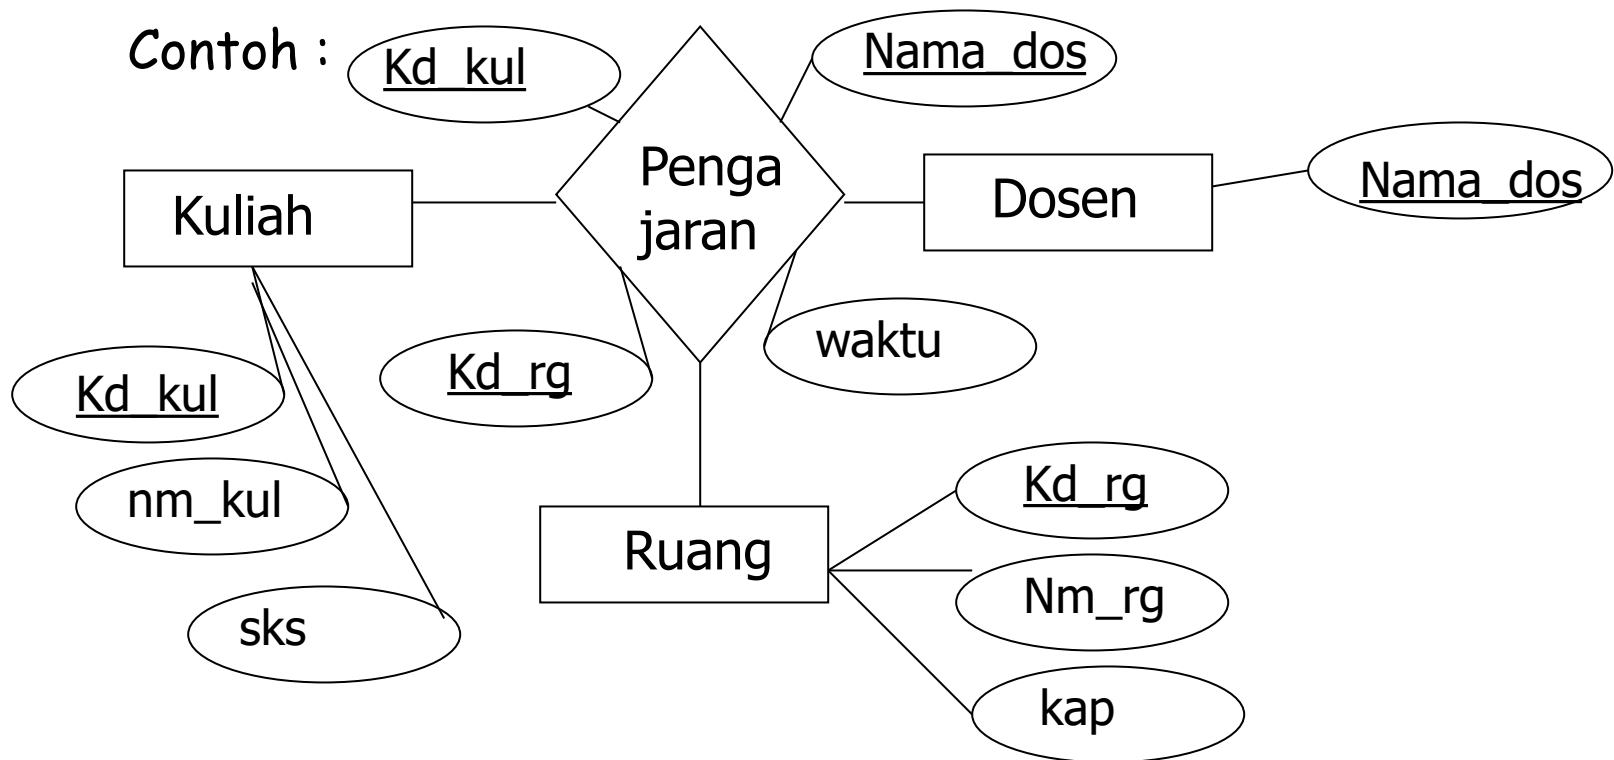 Contoh :
Kd_kul
Nama_dos
Penga
jaran
Kuliah
Dosen
Nama_dos
Kd_kul
Kd_rg
waktu
nm_kul
sks
Ruang
Kd_rg
Nm_rg
kap